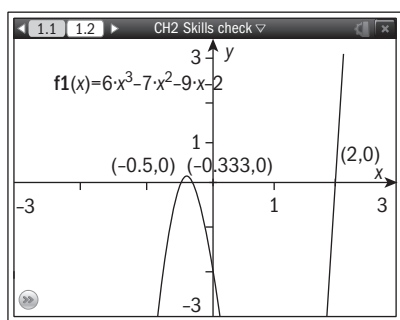 1.1 1.2 CH2 Skills check
3 y
f1(x)=6·x³–7·x²–9·x–2
1
(–0.5,0) (–0.333,0) (2,0)
x
–3 1 3
–3